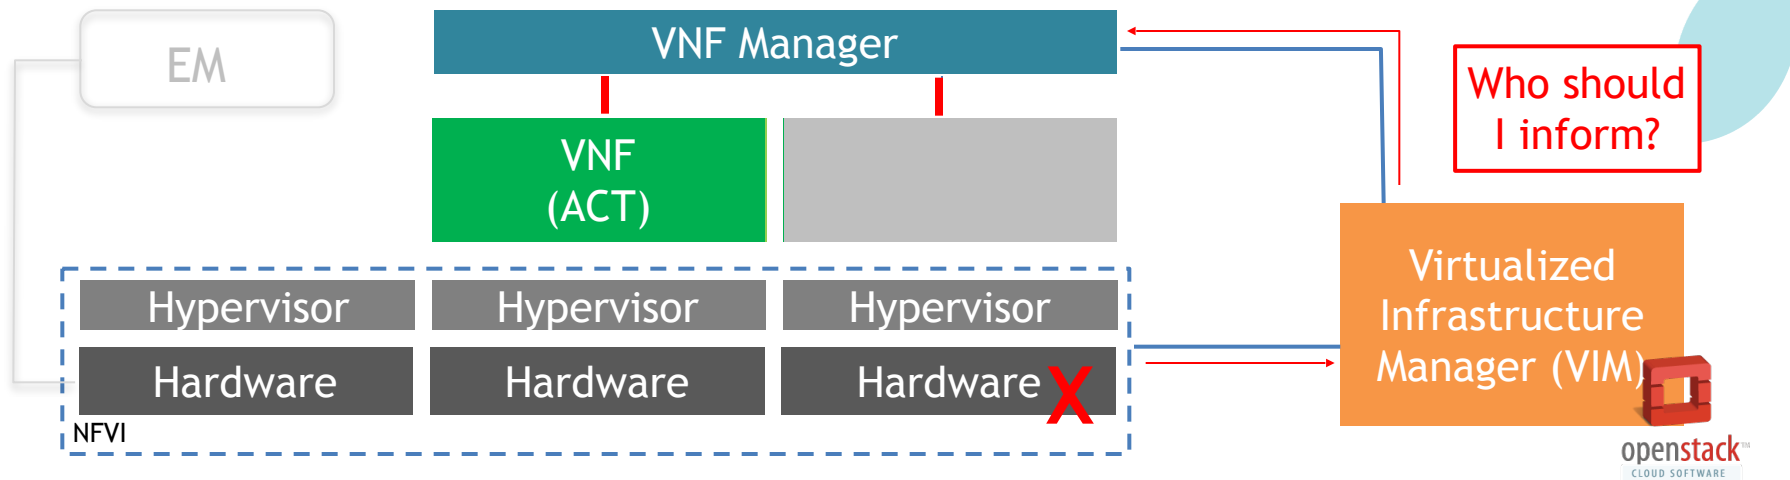 EM
VNF Manager
Who should
I inform?
VNF
(ACT)
Virtualized
Infrastructure
Manager (VIM)
Hypervisor
Hypervisor
Hypervisor
Hardware
Hardware
Hardware
X
NFVI
openstack™
CLOUD SOFTWARE